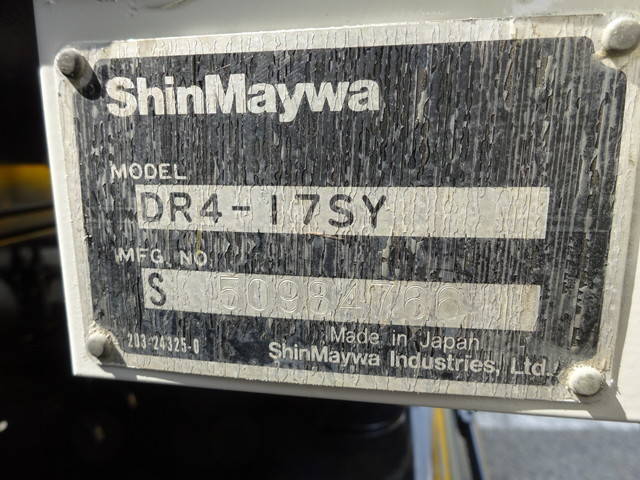 ShinMaywa
MODEL
DR4-17SY
MFG. NO.
S
203-24325-0
Made in Japan
ShinMaywa Industries, Ltd.